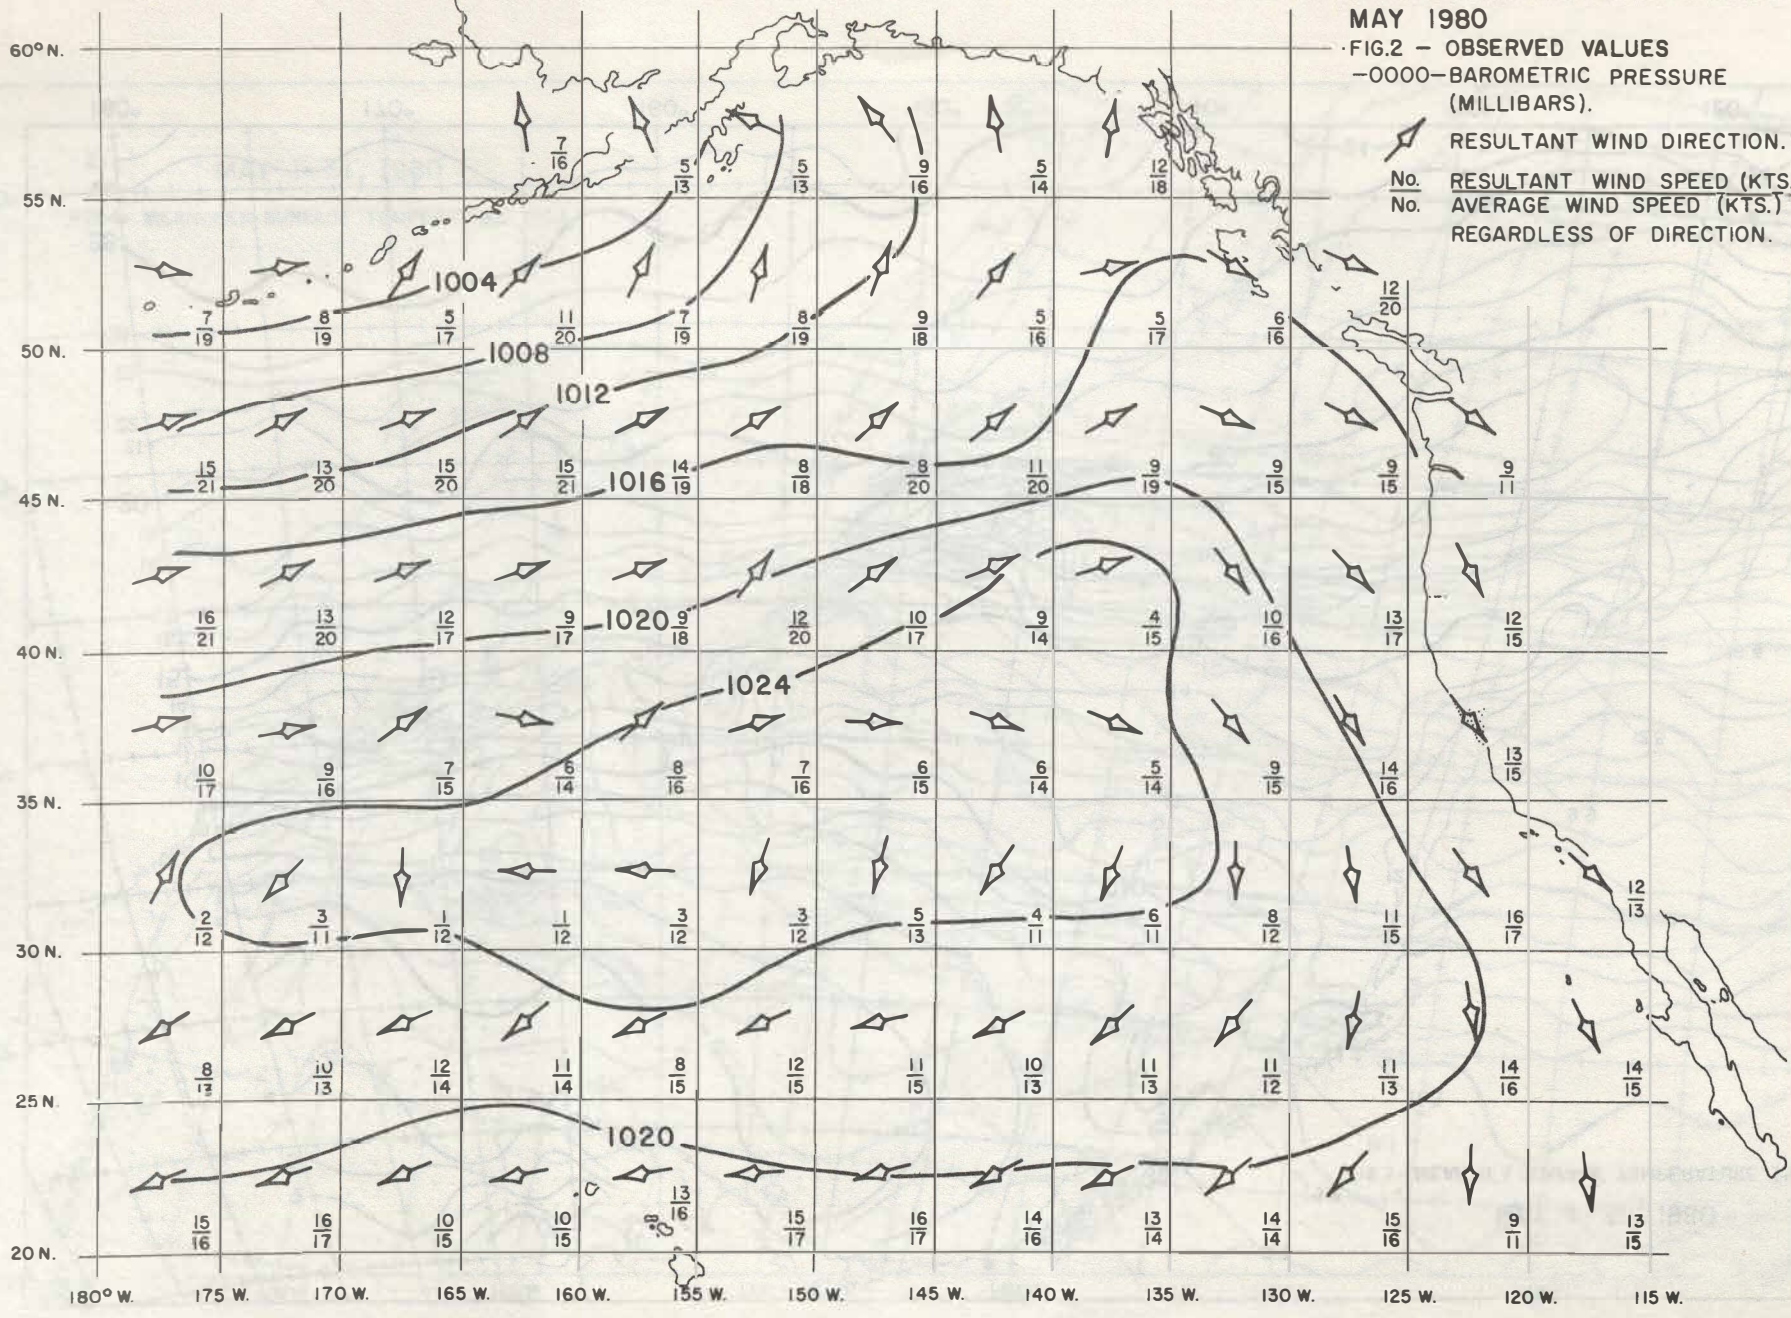 MAY 1980
FIG.2 - OBSERVED VALUES
-0000-BAROMETRIC PRESSURE
(MILLIBARS).
RESULTANT WIND DIRECTION.
No. RESULTANT WIND SPEED (KTS.
No. AVERAGE WIND SPEED (KTS.)
REGARDLESS OF DIRECTION.
60° N.
7 5 5 9 5 12
16 13 13 16 14 18
55 N.
1004
12
20
7 8 5 11 7 8 9 5 5 6
19 19 17 20 19 19 18 16 17 16
50 N.
1008
1012
15 13 15 15 14 8 8 11 9 9 9 9
21 20 20 21 19 18 20 20 19 15 15 11
1016
45 N.
16 13 12 9 9 12 10 9 4 10 13 12
21 20 17 17 18 20 17 14 15 16 17 15
1020
40 N.
1024
13
15
10 9 7 6 8 7 6 6 5 9 14
17 16 15 14 16 16 15 14 14 15 16
35 N.
12
13
2 3 1 1 3 3 5 4 6 8 11 16
12 11 12 12 12 12 13 11 11 12 15 17
30 N.
8 10 12 11 8 12 11 10 11 11 11 14 14
13 13 14 14 15 15 15 13 13 12 13 16 15
25 N.
1020
13
16
15 16 10 10 15 16 14 13 14 15 9 13
16 17 15 15 17 17 16 14 14 16 11 15
20 N.
180° W. 175 W. 170 W. 165 W. 160 W. 155 W. 150 W. 145 W. 140 W. 135 W. 130 W. 125 W. 120 W. 115 W.